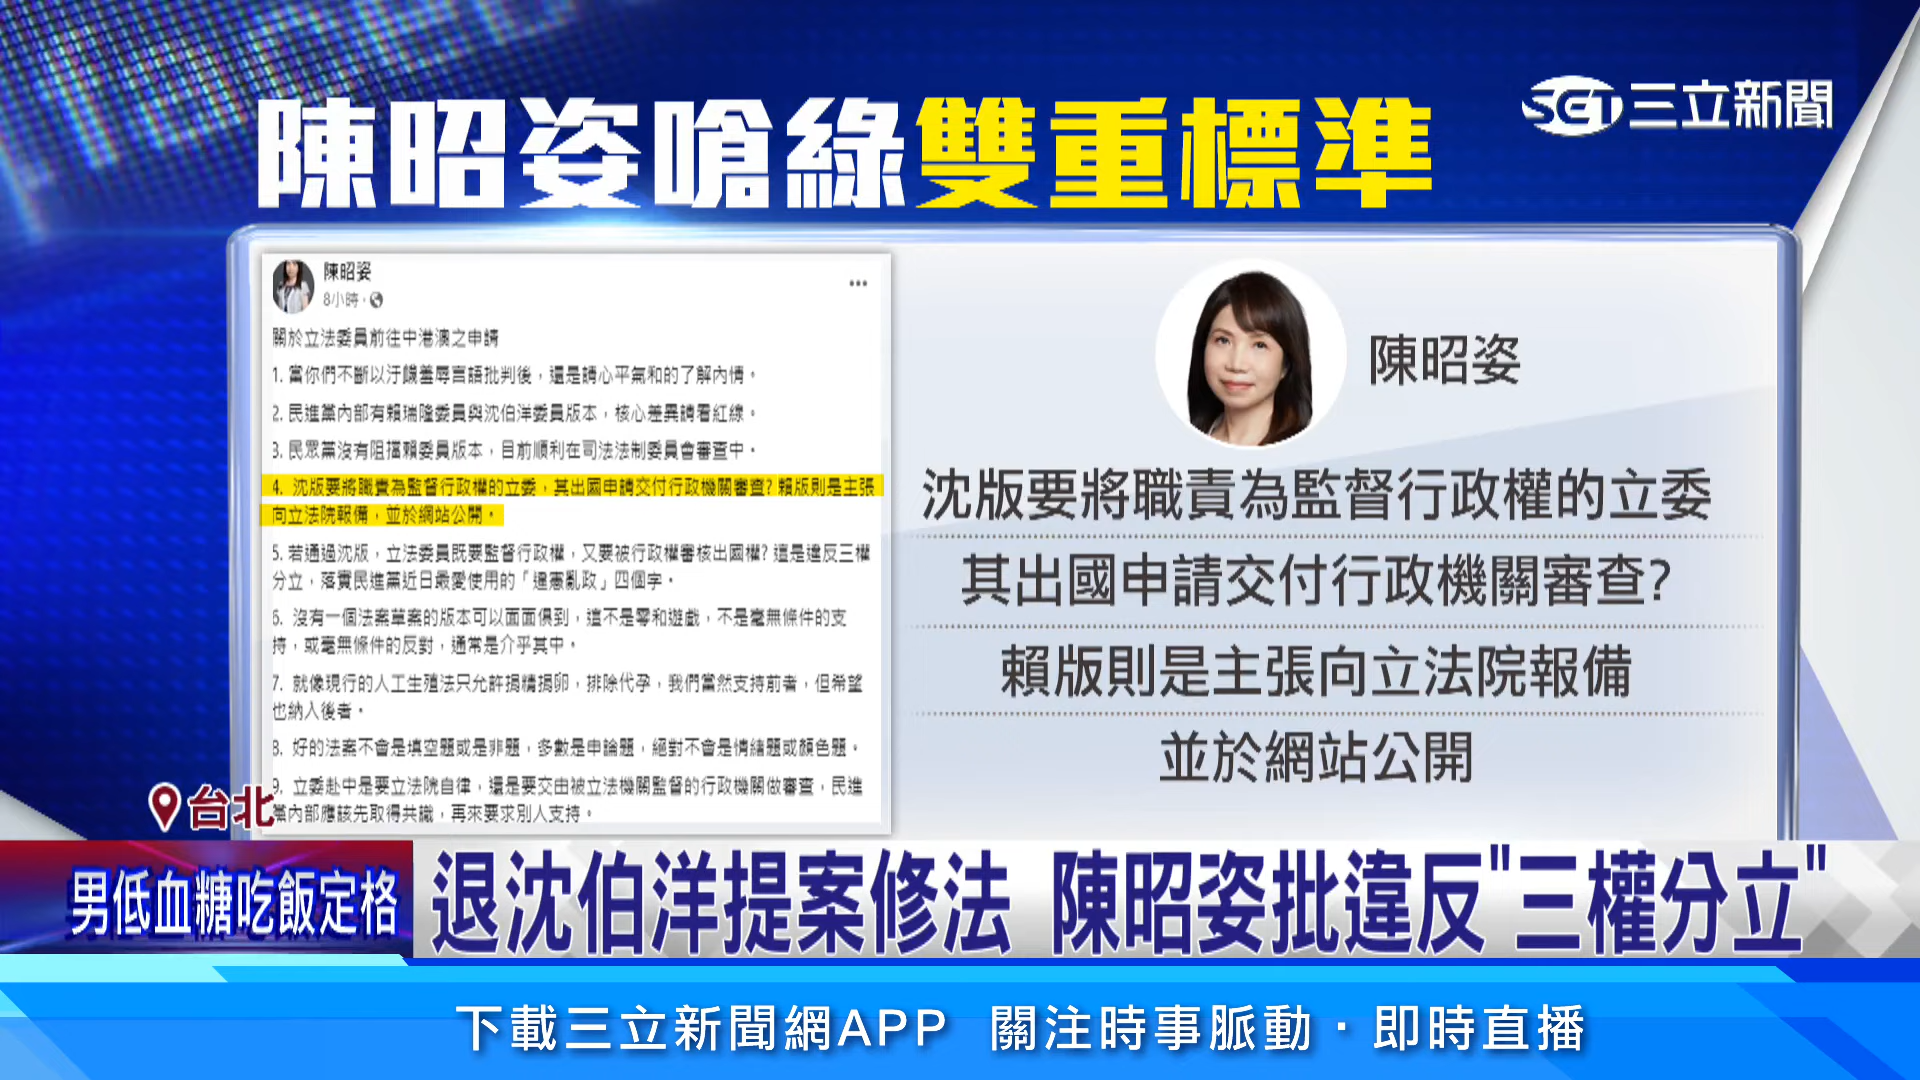 陳昭姿嗆綠雙重標準
SET三立新聞
陳昭姿
8小時·
關於立法委員前往中港澳之申請
1. 當你們不斷以汙衊羞辱言語批判後，還是請心平氣和的了解內情。
2. 民進黨內部有賴瑞隆委員與沈伯洋委員版本，核心差異請看紅線。
3. 民眾黨沒有阻擋賴委員版本，目前順利在司法法制委員會審查中。
4. 沈版要將職責為監督行政權的立委，其出國申請交付行政機關審查? 賴版則是主張
向立法院報備，並於網站公開。
5. 若通過沈版，立法委員既要監督行政權，又要被行政權審核出國權? 這是違反三權
分立，落實民進黨近日最愛使用的「違憲亂政」四個字。
6. 沒有一個法案草案的版本可以面面俱到，這不是零和遊戲，不是毫無條件的支
持，或毫無條件的反對，通常是介乎其中。
7. 就像現行的人工生殖法只允許捐精捐卵，排除代孕，我們當然支持前者，但希望
也納入後者。
8. 好的法案不會是填空題或是非題，多數是申論題，絕對不會是情緒題或顏色題。
9. 立委赴中是要立法院自律，還是要交由被立法機關監督的行政機關做審查，民進
黨內部應該先取得共識，再來要求別人支持。
陳昭姿
沈版要將職責為監督行政權的立委
其出國申請交付行政機關審查?
賴版則是主張向立法院報備
並於網站公開
台北
男低血糖吃飯定格
退沈伯洋提案修法 陳昭姿批違反"三權分立"
下載三立新聞網APP 關注時事脈動·即時直播